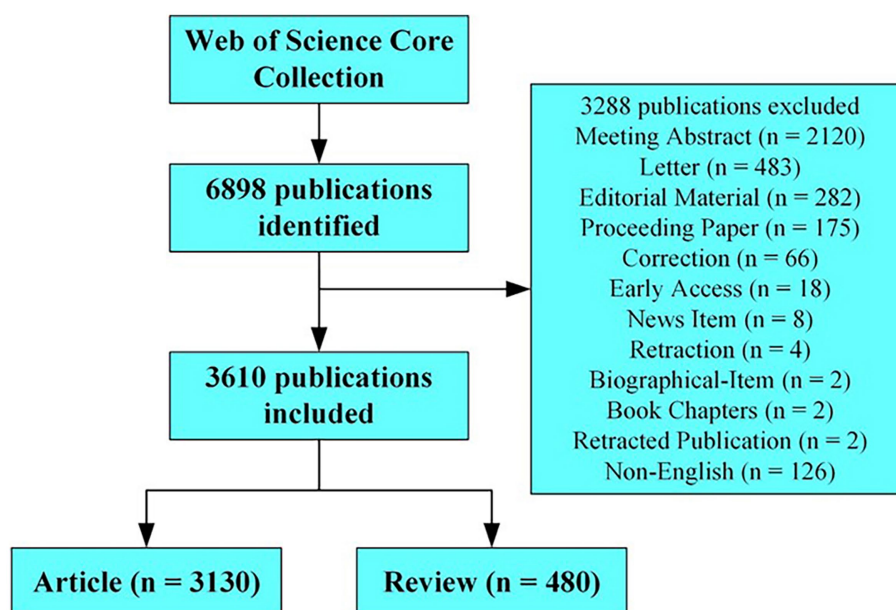 Web of Science Core
Collection
6898 publications
identified
3288 publications excluded
Meeting Abstract (n = 2120)
Letter (n = 483)
Editorial Material (n = 282)
Proceeding Paper (n = 175)
Correction (n = 66)
Early Access (n = 18)
News Item (n = 8)
Retraction (n = 4)
Biographical-Item (n = 2)
Book Chapters (n = 2)
Retracted Publication (n = 2)
Non-English (n = 126)
3610 publications
included
Article (n = 3130)
Review (n = 480)